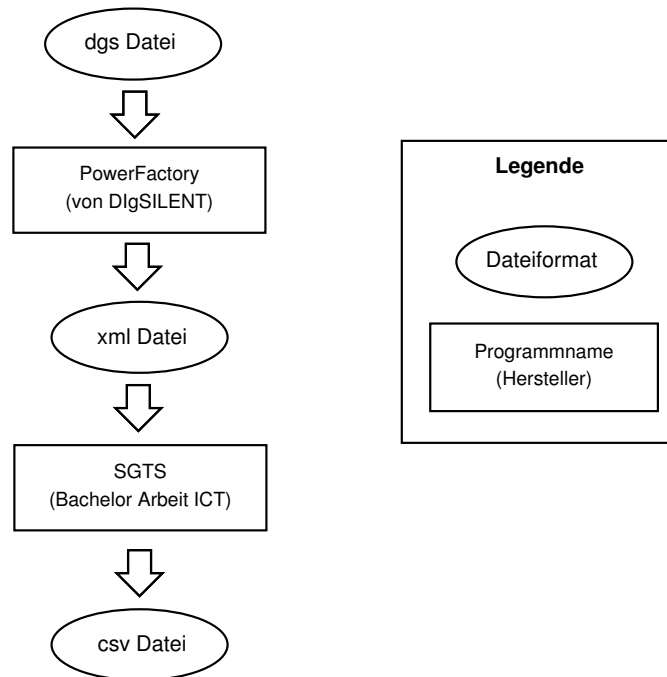 dgs Datei
PowerFactory
(von DIgSILENT)
xml Datei
SGTS
(Bachelor Arbeit ICT)
csv Datei
Legende
Dateiformat
Programmname
(Hersteller)